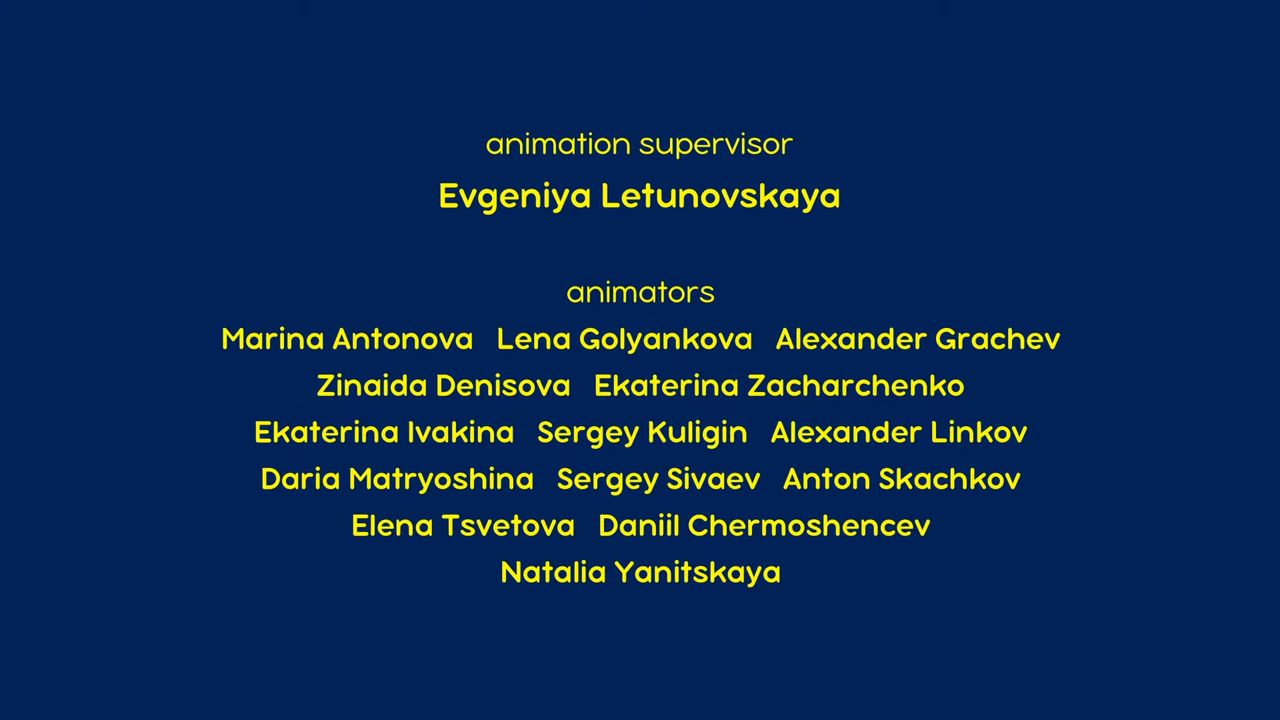 animation supervisor
Evgeniya Letunovskaya
animators
Marina Antonova Lena Golyankova Alexander Grachev
Zinaida Denisova Ekaterina Zacharchenko
Ekaterina Ivakina Sergey Kuligin Alexander Linkov
Daria Matryoshina Sergey Sivaev Anton Skachkov
Elena Tsvetova Daniil Chermoshencev
Natalia Yanitskaya